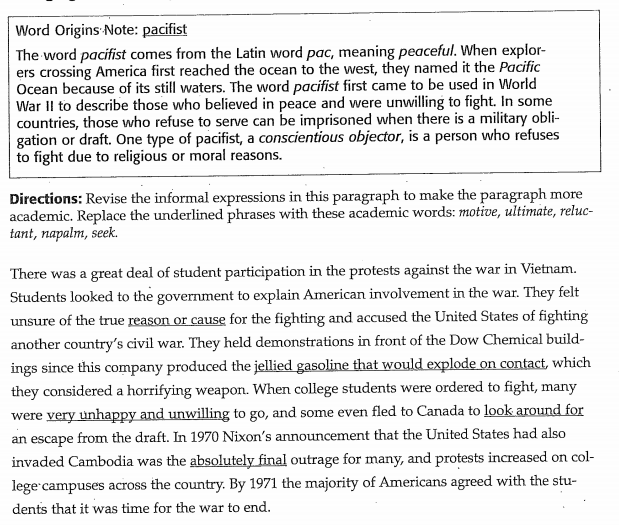 Word Origins Note: pacifist
The word pacifist comes from the Latin word pac, meaning peaceful. When explor-
ers crossing America first reached the ocean to the west, they named it the Pacific
Ocean because of its still waters. The word pacifist first came to be used in World
War II to describe those who believed in peace and were unwilling to fight. In some
countries, those who refuse to serve can be imprisoned when there is a military obli-
gation or draft. One type of pacifist, a conscientious objector, is a person who refuses
to fight due to religious or moral reasons.
Directions: Revise the informal expressions in this paragraph to make the paragraph more
academic. Replace the underlined phrases with these academic words: motive, ultimate, reluc-
tant, napalm, seek.
There was a great deal of student participation in the protests against the war in Vietnam.
Students looked to the government to explain American involvement in the war. They felt
unsure of the true reason or cause for the fighting and accused the United States of fighting
another country's civil war. They held demonstrations in front of the Dow Chemical build-
ings since this company produced the jellied gasoline that would explode on contact, which
they considered a horrifying weapon. When college students were ordered to fight, many
were very unhappy and unwilling to go, and some even fled to Canada to look around for
an escape from the draft. In 1970 Nixon's announcement that the United States had also
invaded Cambodia was the absolutely final outrage for many, and protests increased on col-
lege campuses across the country. By 1971 the majority of Americans agreed with the stu-
dents that it was time for the war to end.